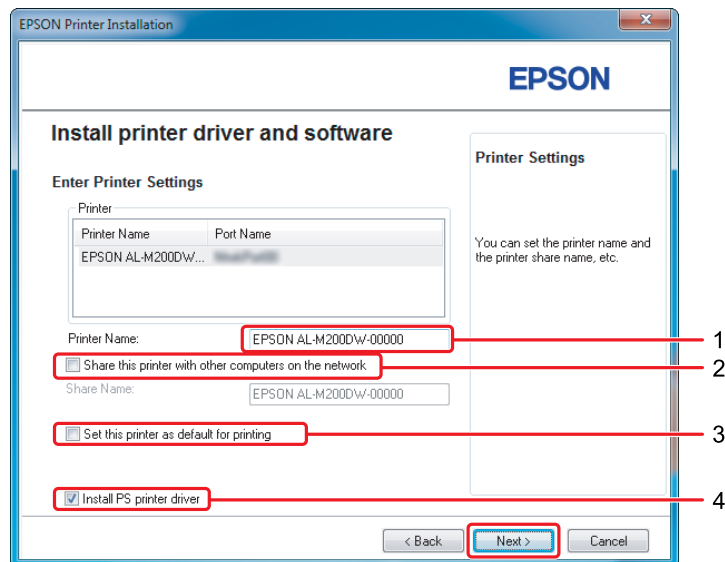 EPSON Printer Installation
EPSON
Install printer driver and software
Enter Printer Settings
Printer
Printer Name Port Name
EPSON AL-M200DW...
Printer Name: EPSON AL-M200DW-00000
Share this printer with other computers on the network
Share Name: EPSON AL-M200DW-00000
Set this printer as default for printing
Install PS printer driver
Printer Settings
You can set the printer name and
the printer share name, etc.
1
2
3
4
< Back Next > Cancel